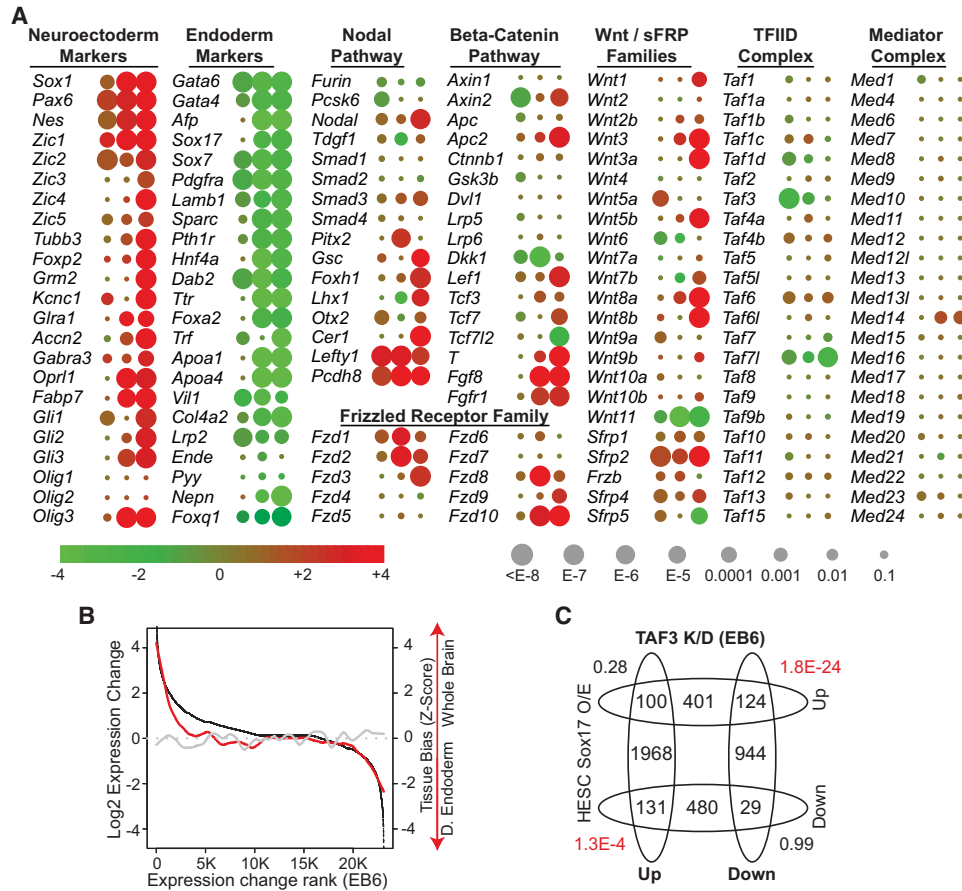 A
Neuroectoderm Markers
Sox1
Pax6
Nes
Zic1
Zic2
Zic3
Zic4
Zic5
Tubb3
Foxp2
Grm2
Kcnc1
Glra1
Accn2
Gabra3
Oprl1
Fabp7
Gli1
Gli2
Gli3
Olig1
Olig2
Olig3
Endoderm Markers
Gata6
Gata4
Afp
Sox17
Sox7
Pdgfra
Lamb1
Sparc
Pth1r
Hnf4a
Dab2
Ttr
Foxa2
Trf
Apoa1
Apoa4
Vil1
Col4a2
Lrp2
Ende
Pyy
Nepn
Foxq1
Nodal Pathway
Furin
Pcsk6
Nodal
Tdgf1
Smad1
Smad2
Smad3
Smad4
Pitx2
Gsc
Foxh1
Lhx1
Otx2
Cer1
Lefty1
Pcdh8
Beta-Catenin Pathway
Axin1
Axin2
Apc
Apc2
Ctnnb1
Gsk3b
Dvl1
Lrp5
Lrp6
Dkk1
Lef1
Tcf3
Tcf7
Tcf7l2
T
Fgf8
Fgfr1
Frizzled Receptor Family
Fzd1
Fzd2
Fzd3
Fzd4
Fzd5
Fzd6
Fzd7
Fzd8
Fzd9
Fzd10
Wnt / sFRP Families
Wnt1
Wnt2
Wnt2b
Wnt3
Wnt3a
Wnt4
Wnt5a
Wnt5b
Wnt6
Wnt7a
Wnt7b
Wnt8a
Wnt8b
Wnt9a
Wnt9b
Wnt10a
Wnt10b
Wnt11
Sfrp1
Sfrp2
Frzb
Sfrp4
Sfrp5
TFIID Complex
Taf1
Taf1a
Taf1b
Taf1c
Taf1d
Taf2
Taf3
Taf4a
Taf4b
Taf5
Taf5l
Taf6
Taf6l
Taf7
Taf7l
Taf8
Taf9
Taf9b
Taf10
Taf11
Taf12
Taf13
Taf15
Mediator Complex
Med1
Med4
Med6
Med7
Med8
Med9
Med10
Med11
Med12
Med12l
Med13
Med13l
Med14
Med15
Med16
Med17
Med18
Med19
Med20
Med21
Med22
Med23
Med24
-4 -2 0 +2 +4
<E-8 E-7 E-6 E-5 0.0001 0.001 0.01 0.1
B
Log2 Expression Change
4
2
0
-2
-4
4
2
0
-2
-4
Tissue Bias (Z-Score)
D. Endoderm Whole Brain
0 5K 10K 15K 20K
Expression change rank (EB6)
C
TAF3 K/D (EB6)
0.28 1.8E-24
HESC Sox17 O/E
100 401 124 Up
1968 944
131 480 29 Down
1.3E-4 0.99
Up Down